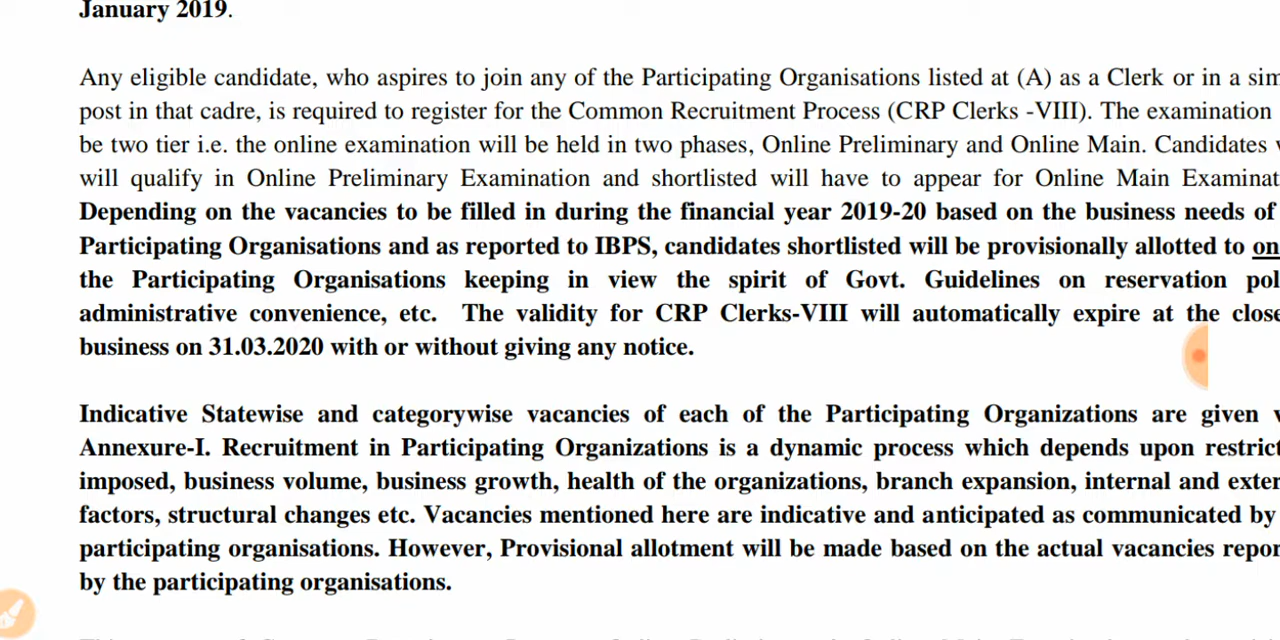 January 2019.
Any eligible candidate, who aspires to join any of the Participating Organisations listed at (A) as a Clerk or in a sim
post in that cadre, is required to register for the Common Recruitment Process (CRP Clerks -VIII). The examination
be two tier i.e. the online examination will be held in two phases, Online Preliminary and Online Main. Candidates
will qualify in Online Preliminary Examination and shortlisted will have to appear for Online Main Examinat
Depending on the vacancies to be filled in during the financial year 2019-20 based on the business needs of
Participating Organisations and as reported to IBPS, candidates shortlisted will be provisionally allotted to on
the Participating Organisations keeping in view the spirit of Govt. Guidelines on reservation pol
administrative convenience, etc. The validity for CRP Clerks-VIII will automatically expire at the close
business on 31.03.2020 with or without giving any notice.
Indicative Statewise and categorywise vacancies of each of the Participating Organizations are given
Annexure-I. Recruitment in Participating Organizations is a dynamic process which depends upon restrict
imposed, business volume, business growth, health of the organizations, branch expansion, internal and exter
factors, structural changes etc. Vacancies mentioned here are indicative and anticipated as communicated by
participating organisations. However, Provisional allotment will be made based on the actual vacancies repor
by the participating organisations.